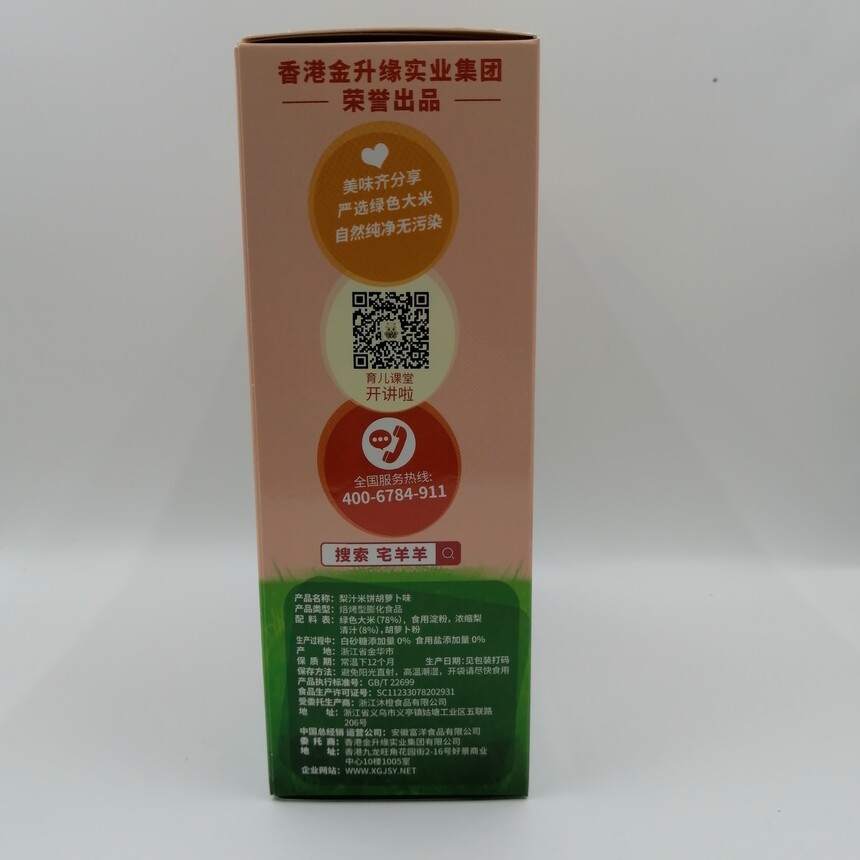 香港金升缘实业集团
荣誉出品
美味齐分享
严选绿色大米
自然纯净无污染
育儿课堂
开讲啦
全国服务热线:
400-6784-911
搜索 宅羊羊
产品名称: 梨汁米饼胡萝卜味
产品类型: 焙烤型膨化食品
配 料 表: 绿色大米(78%), 食用淀粉, 浓缩梨
清汁(8%), 胡萝卜粉
生产过程中: 白砂糖添加量 0% 食用盐添加量 0%
产 地: 浙江省金华市
保 质 期: 常温下12个月 生产日期: 见包装打码
保存方法: 避免阳光直射, 高温潮湿, 开袋请尽快食用
产品执行标准号: GB/T 22699
食品生产许可证号: SC11233078202931
受委托生产商: 浙江沐橙食品有限公司
地 址: 浙江省义乌市义亭镇姑塘工业区五联路
206号
中国总经销 运营公司: 安徽富洋食品有限公司
委 托 商: 香港金升缘实业集团有限公司
地 址: 香港九龙旺角花园街2-16号好景商业
中心10楼1005室
企业网站: WWW.XGJSY.NET